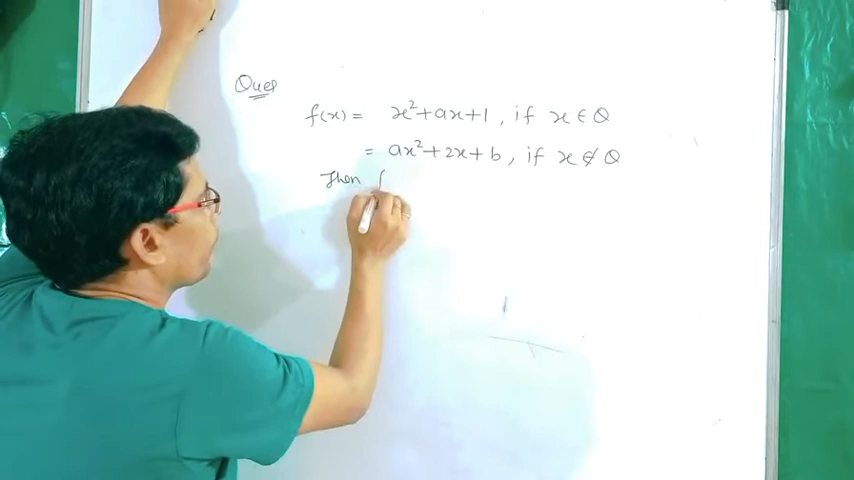 Ques
f(x) = x²+ax+1, if x∈Q
= ax²+2x+b, if x∉Q
Then